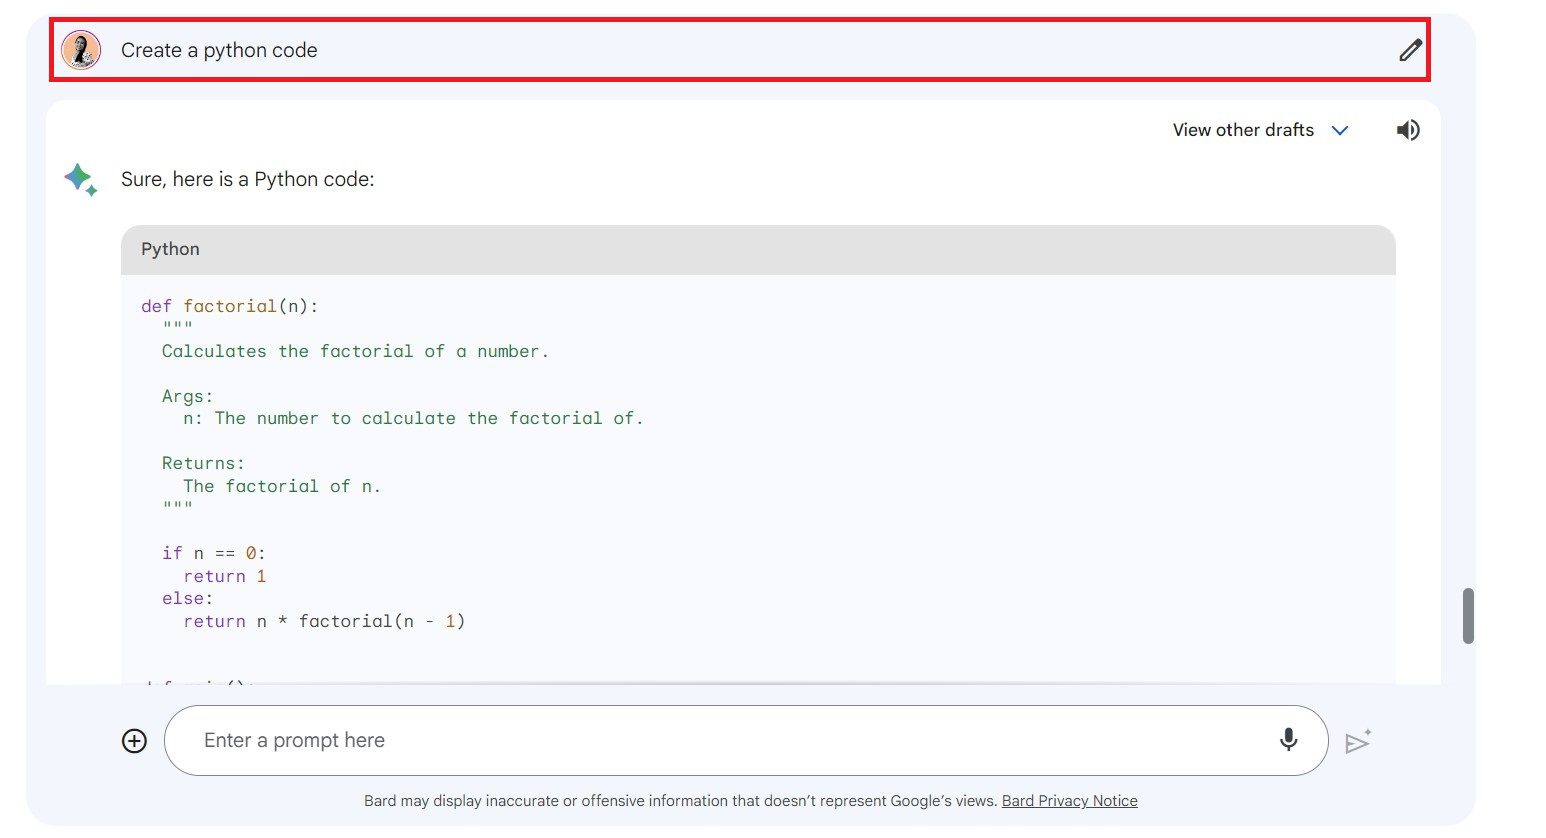 Create a python code
View other drafts
Sure, here is a Python code:
Python
def factorial(n):
"""
Calculates the factorial of a number.
Args:
n: The number to calculate the factorial of.
Returns:
The factorial of n.
"""
if n == 0:
return 1
else:
return n * factorial(n - 1)
Enter a prompt here
Bard may display inaccurate or offensive information that doesn’t represent Google’s views. Bard Privacy Notice